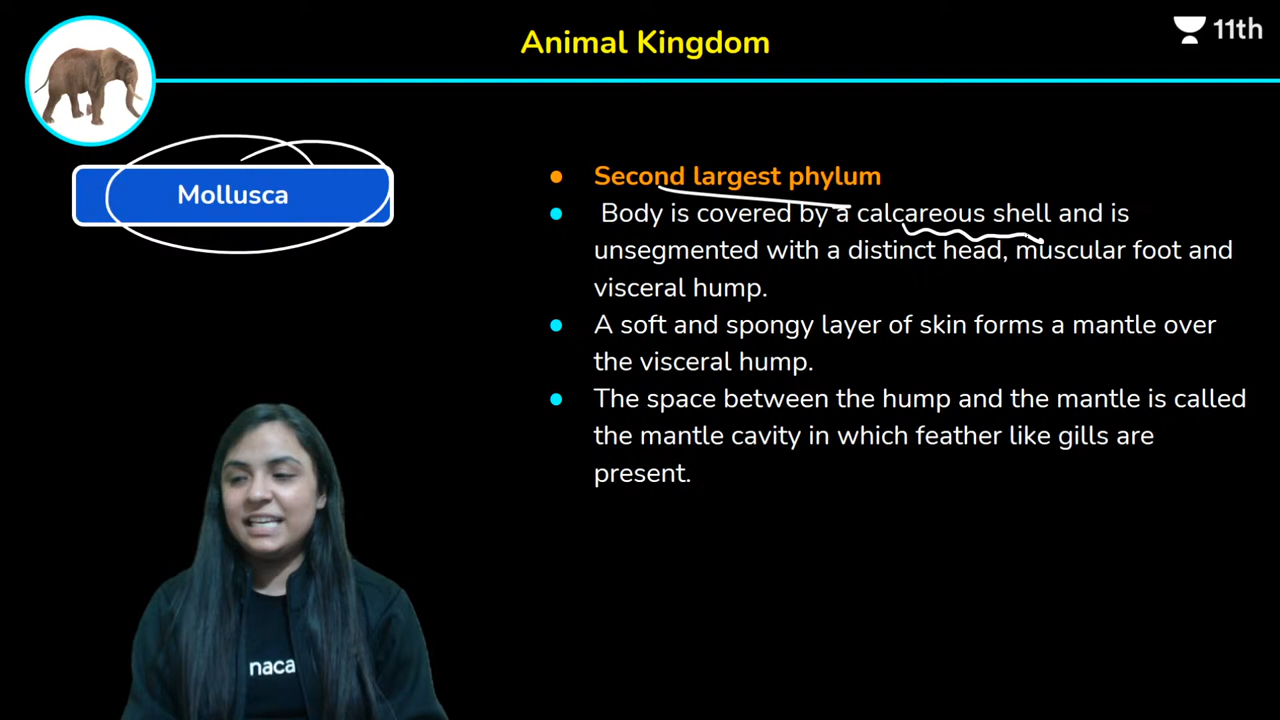 Animal Kingdom
11th
Mollusca
Second largest phylum
Body is covered by a calcareous shell and is
unsegmented with a distinct head, muscular foot and
visceral hump.
A soft and spongy layer of skin forms a mantle over
the visceral hump.
The space between the hump and the mantle is called
the mantle cavity in which feather like gills are
present.
naca